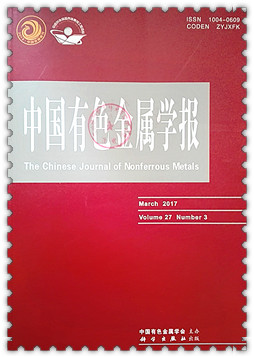 ISSN 1004-0609
CODEN ZYJXFK
中国有色金属学报
The Chinese Journal of Nonferrous Metals
March 2017
Volume 27 Number 3
中国有色金属学会 主办
科学出版社 出版